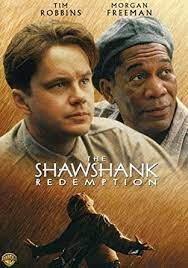 TIM ROBBINS
MORGAN FREEMAN
THE
SHAWSHANK
REDEMPTION